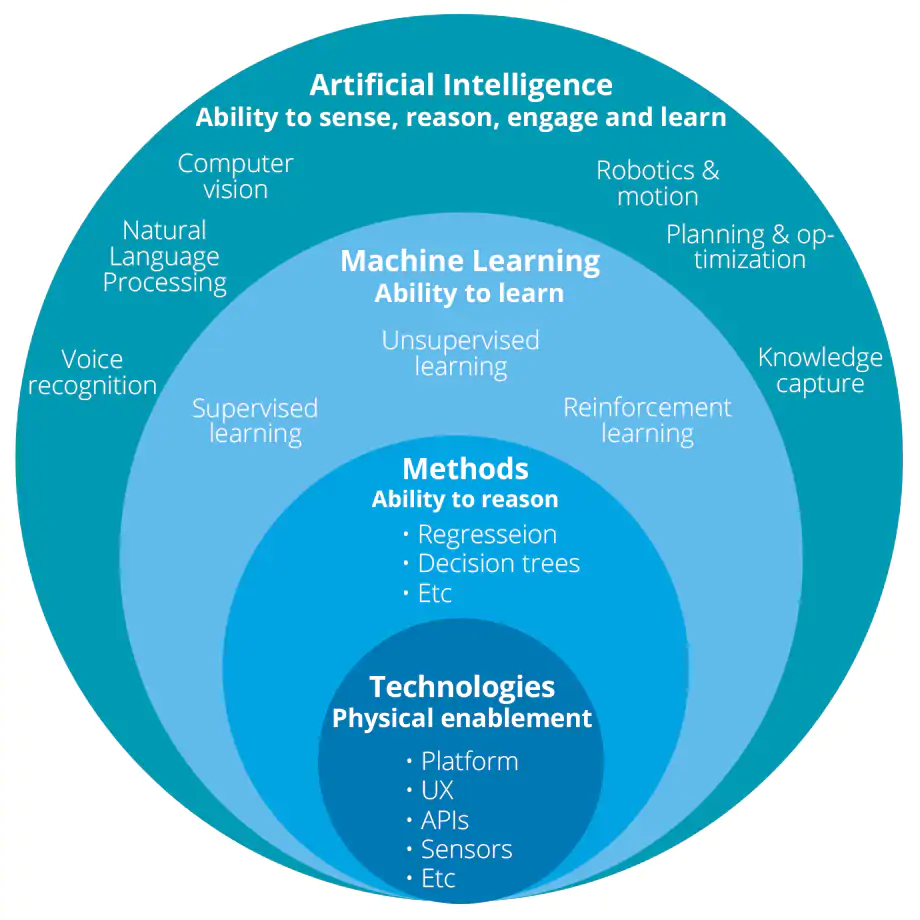 Artificial Intelligence
Ability to sense, reason, engage and learn
Computer
vision
Robotics &
motion
Natural
Language
Processing
Planning & op-
timization
Machine Learning
Ability to learn
Unsupervised
learning
Voice
recognition
Knowledge
capture
Supervised
learning
Reinforcement
learning
Methods
Ability to reason
• Regresseion
• Decision trees
• Etc
Technologies
Physical enablement
• Platform
• UX
• APIs
• Sensors
• Etc